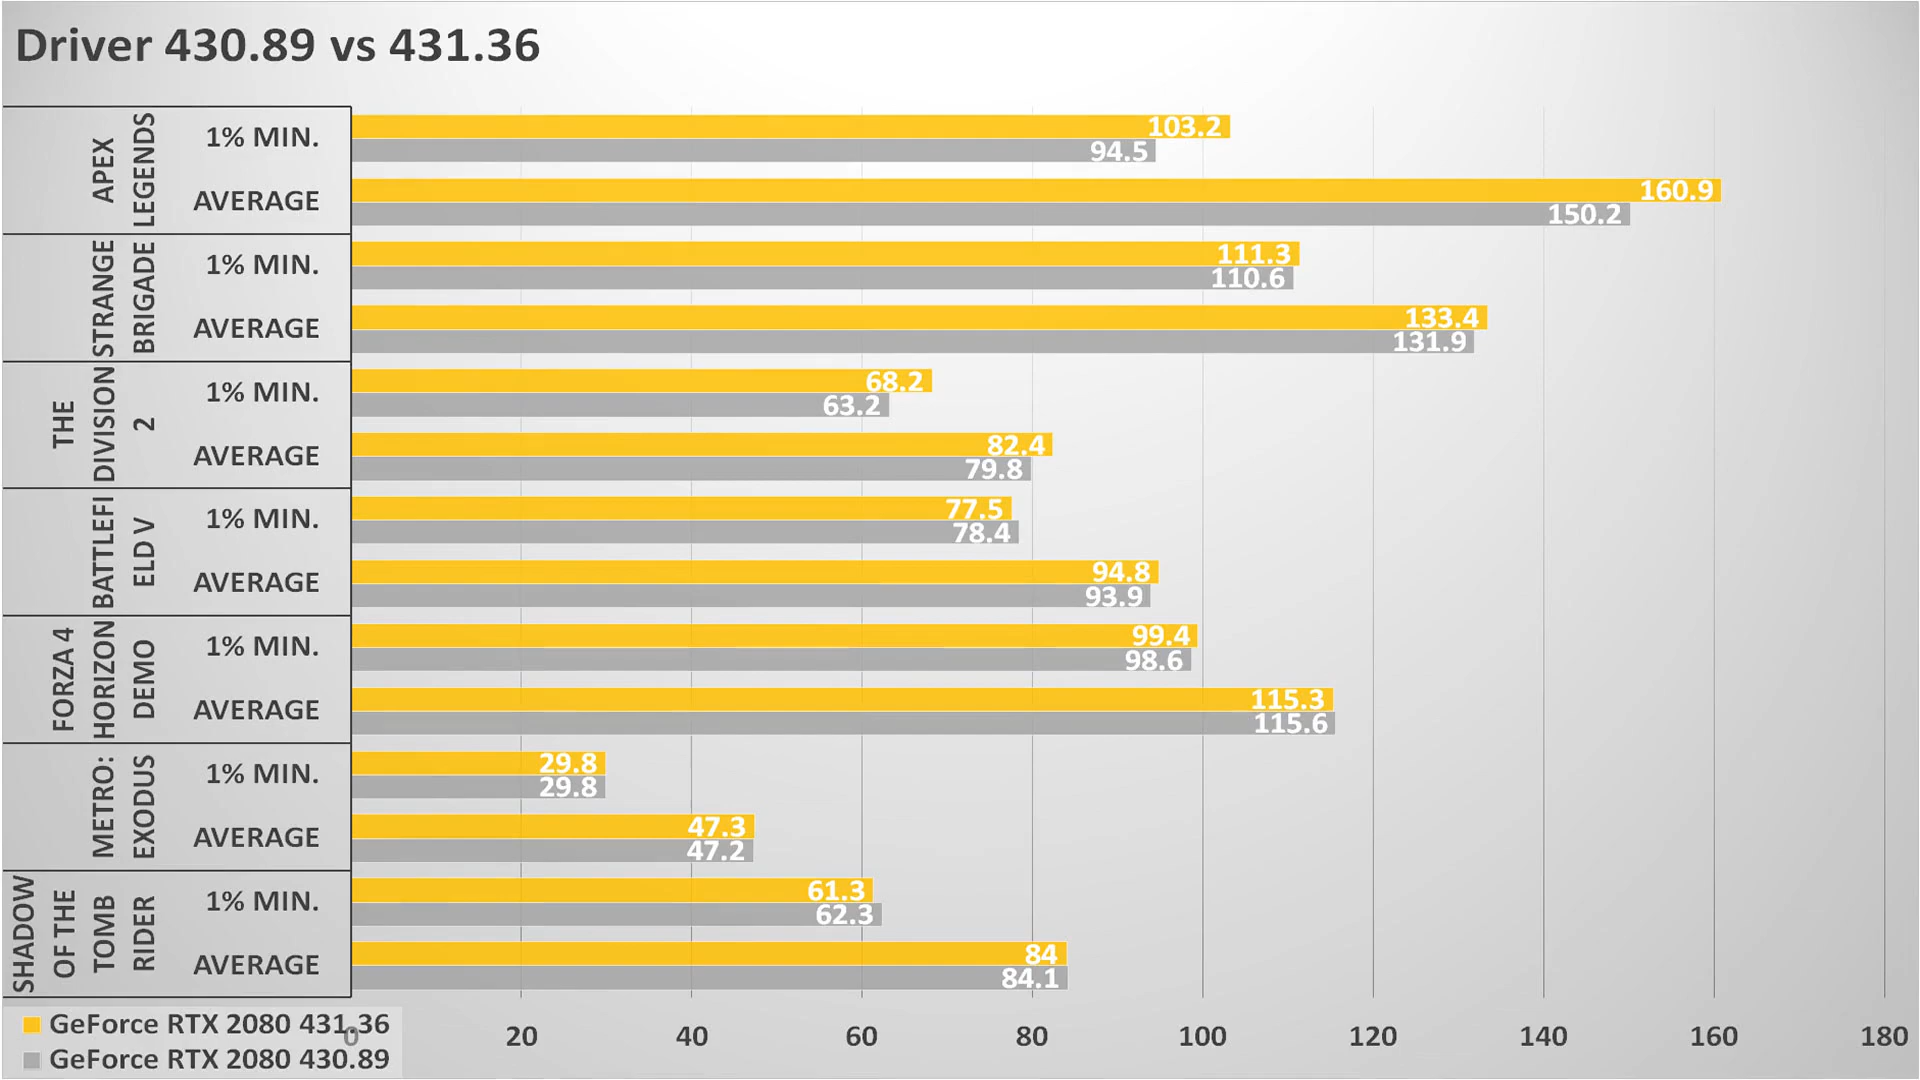 Driver 430.89 vs 431.36
APEX
LEGENDS
1% MIN.
103.2
94.5
AVERAGE
160.9
150.2
STRANGE
BRIGADE
1% MIN.
111.3
110.6
AVERAGE
133.4
131.9
THE
DIVISION
2
1% MIN.
68.2
63.2
AVERAGE
82.4
79.8
BATTLEFI
ELD V
1% MIN.
77.5
78.4
AVERAGE
94.8
93.9
FORZA 4
HORIZON
DEMO
1% MIN.
99.4
98.6
AVERAGE
115.3
115.6
METRO:
EXODUS
1% MIN.
29.8
29.8
AVERAGE
47.3
47.2
SHADOW
OF THE
TOMB
RIDER
1% MIN.
61.3
62.3
AVERAGE
84
84.1
0 20 40 60 80 100 120 140 160 180
GeForce RTX 2080 431.36
GeForce RTX 2080 430.89